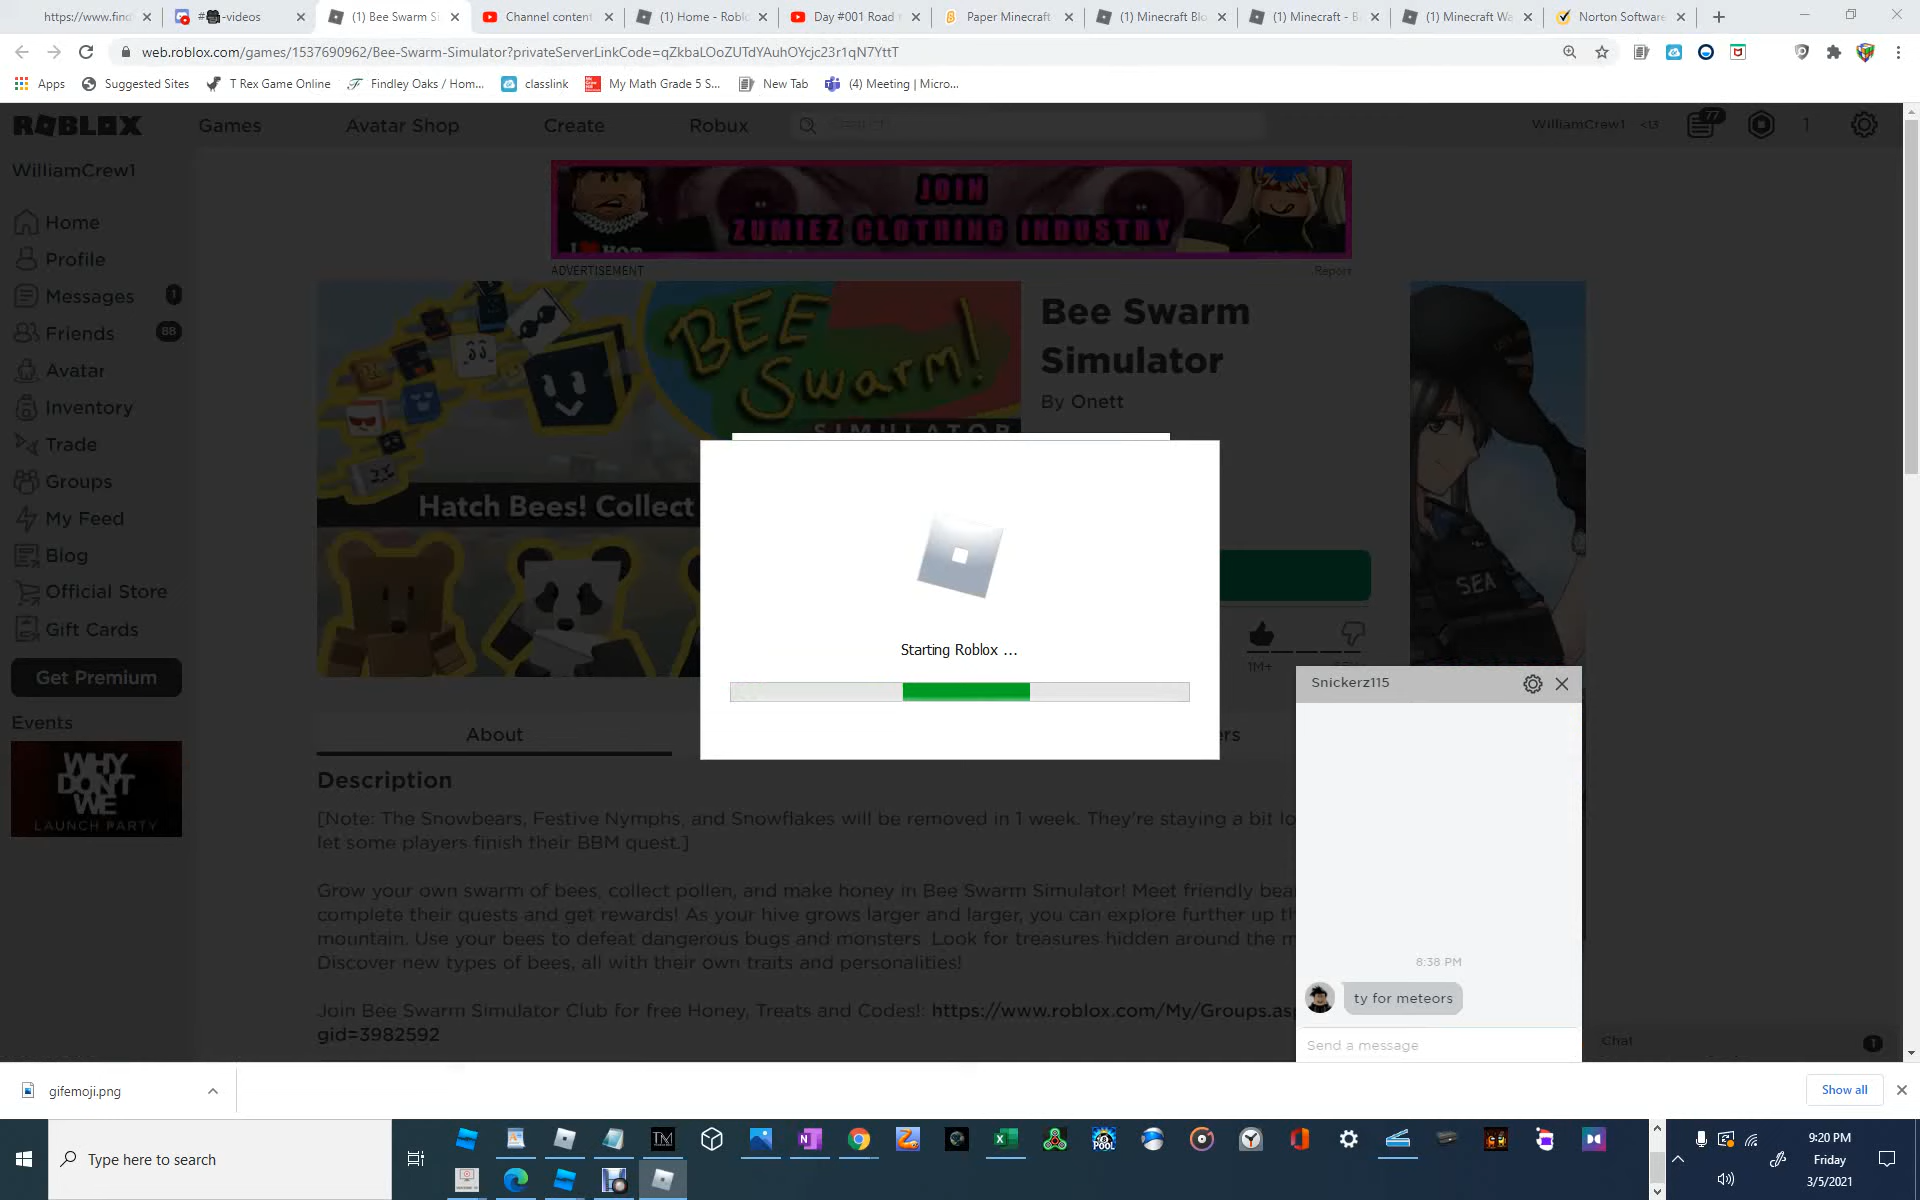 https://www.find
#-videos
(1) Bee Swarm S
Channel content
(1) Home - Roblo
Day #001 Road
Paper Minecraft
(1) Minecraft Blo
(1) Minecraft - B
(1) Minecraft Wa
Norton Software
web.roblox.com/games/1537690962/Bee-Swarm-Simulator?privateServerLinkCode=qZkbaLOoZUTdYAuhOYcjc23r1qN7YttT
Apps
Suggested Sites
T Rex Game Online
Findley Oaks / Hom...
classlink
My Math Grade 5 S...
New Tab
(4) Meeting | Micro...
ROBLOX
Games
Avatar Shop
Create
Robux
Search
WilliamCrew1
<13
77
1
WilliamCrew1
Home
Profile
Messages
1
Friends
88
Avatar
Inventory
Trade
Groups
My Feed
Blog
Official Store
Gift Cards
Get Premium
Events
WHY
DON'T
WE
LAUNCH PARTY
JOIN
ZUMIEZ CLOTHING INDUSTRY
ADVERTISEMENT
Report
BEE
Swarm!
SIMULATOR
Hatch Bees! Collect
Bee Swarm
Simulator
By Onett
SEA
1M+
Starting Roblox ...
About
ers
Description
[Note: The Snowbears, Festive Nymphs, and Snowflakes will be removed in 1 week. They're staying a bit lo
let some players finish their BBM quest.]
Grow your own swarm of bees, collect pollen, and make honey in Bee Swarm Simulator! Meet friendly bea
complete their quests and get rewards! As your hive grows larger and larger, you can explore further up th
mountain. Use your bees to defeat dangerous bugs and monsters. Look for treasures hidden around the m
Discover new types of bees, all with their own traits and personalities!
Join Bee Swarm Simulator Club for free Honey, Treats and Codes!: https://www.roblox.com/My/Groups.asp
gid=3982592
Snickerz115
8:38 PM
ty for meteors
Send a message
Chat
1
gifemoji.png
Show all
Type here to search
TM
POOL
9:20 PM
Friday
3/5/2021